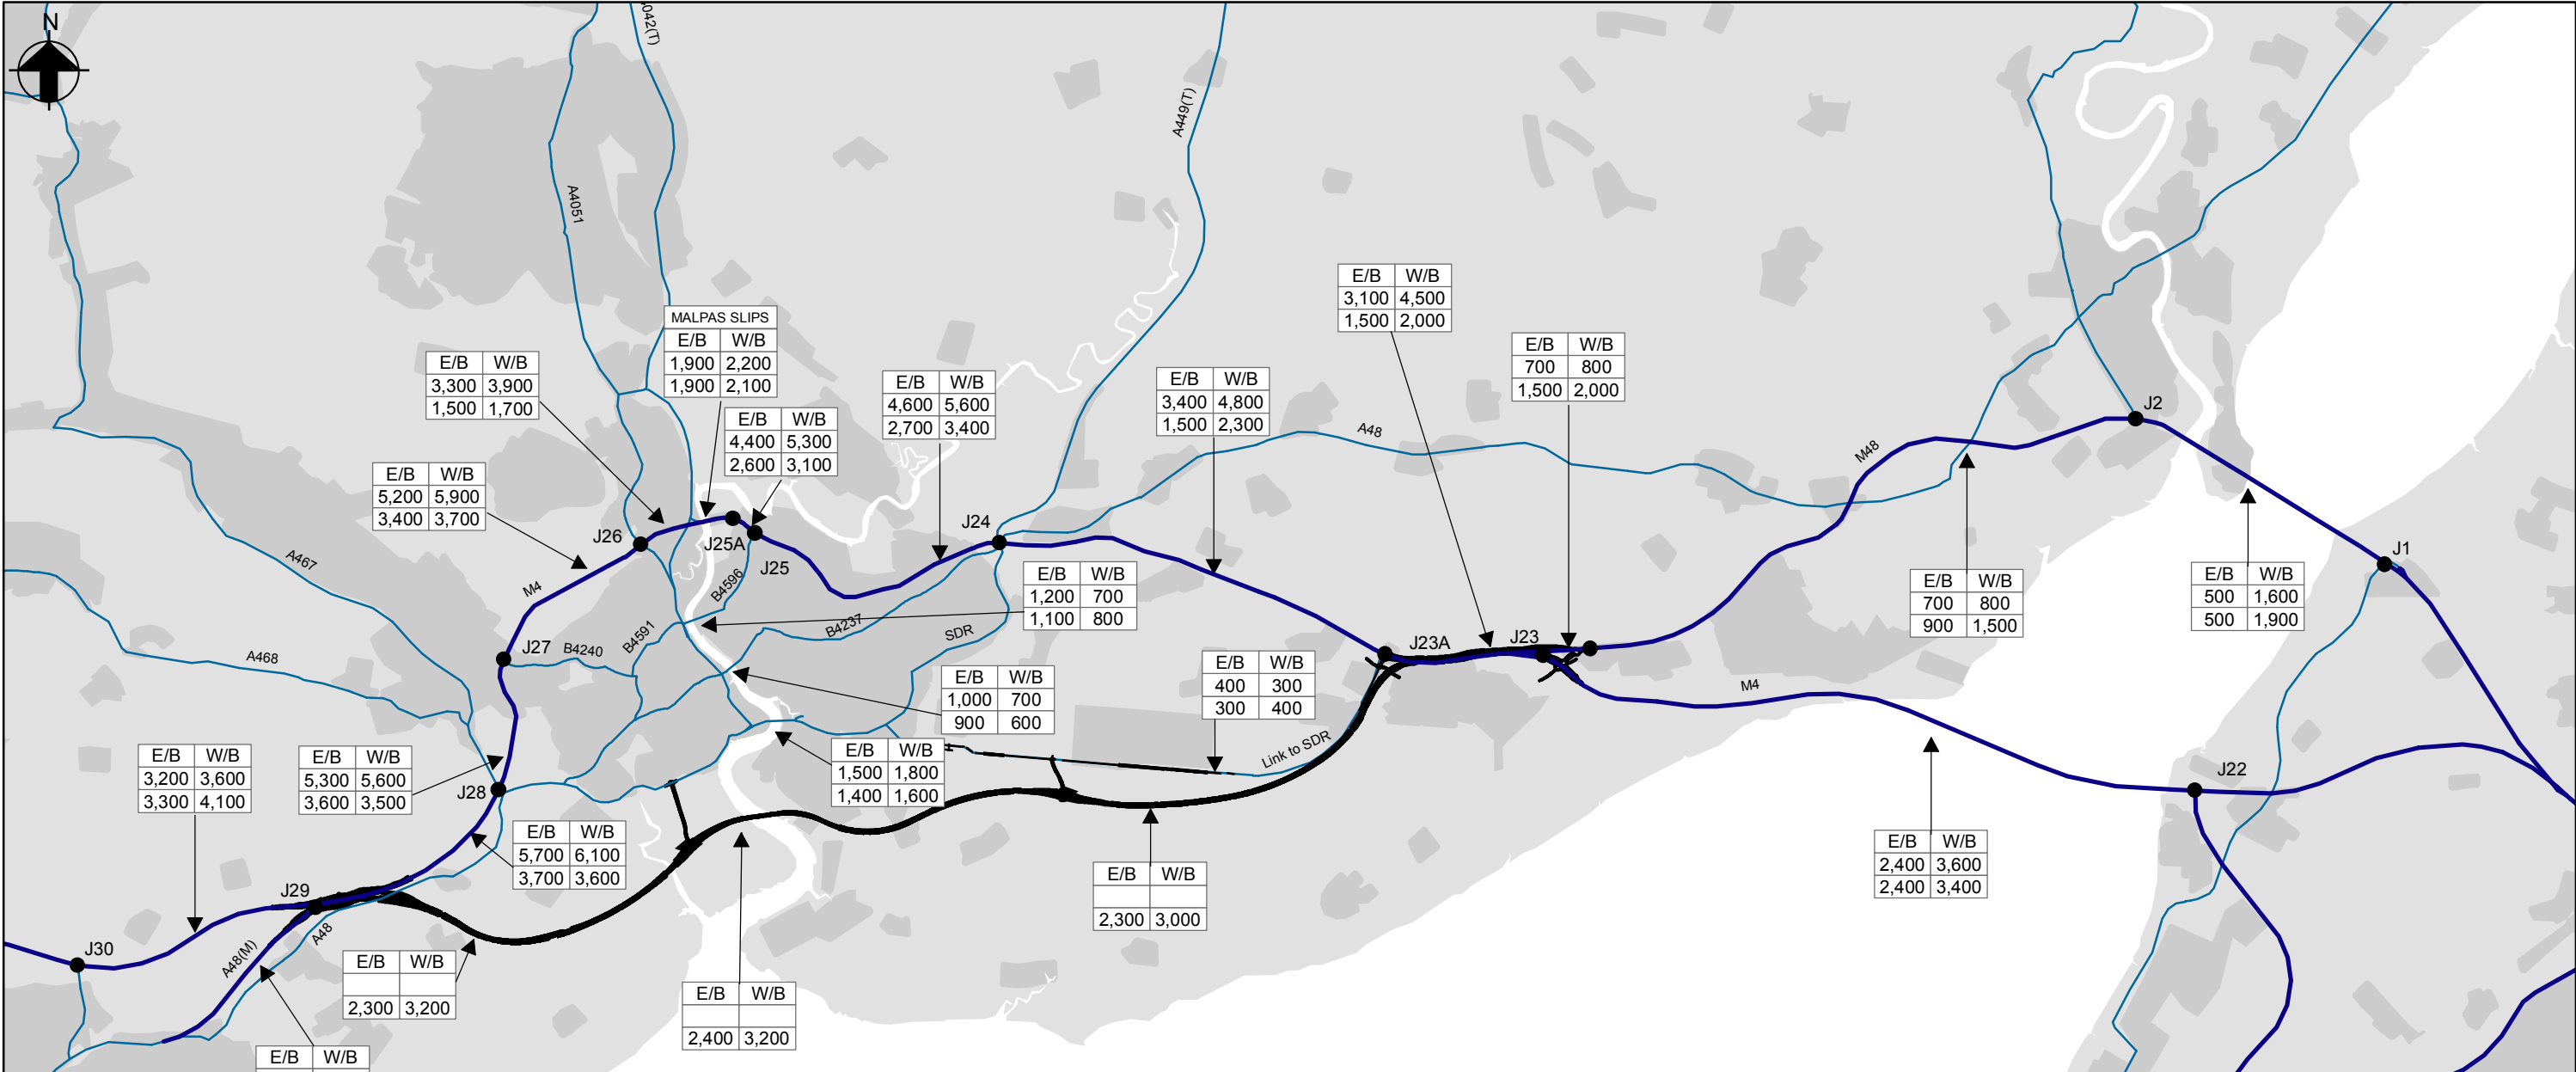 N
042(T)
A449(T)
A4051
E/B W/B
3,100 4,500
1,500 2,000
MALPAS SLIPS
E/B W/B
1,900 2,200
1,900 2,100
E/B W/B
700 800
1,500 2,000
E/B W/B
3,300 3,900
1,500 1,700
E/B W/B
4,600 5,600
2,700 3,400
E/B W/B
3,400 4,800
1,500 2,300
J2
E/B W/B
4,400 5,300
2,600 3,100
A48
M48
E/B W/B
5,200 5,900
3,400 3,700
J24
J26
J25A
J25
J1
A467
M4
B4596
E/B W/B
1,200 700
1,100 800
E/B W/B
700 800
900 1,500
E/B W/B
500 1,600
500 1,900
B4237
SDR
B4591
J27
B4240
J23A
J23
A468
E/B W/B
400 300
300 400
E/B W/B
1,000 700
900 600
M4
Link to SDR
E/B W/B
3,200 3,600
3,300 4,100
E/B W/B
5,300 5,600
3,600 3,500
E/B W/B
1,500 1,800
1,400 1,600
J28
J22
E/B W/B
5,700 6,100
3,700 3,600
E/B W/B
2,400 3,600
2,400 3,400
E/B W/B
2,300 3,000
J29
A48
A48(M)
J30
E/B W/B
2,300 3,200
E/B W/B
2,400 3,200
E/B W/B